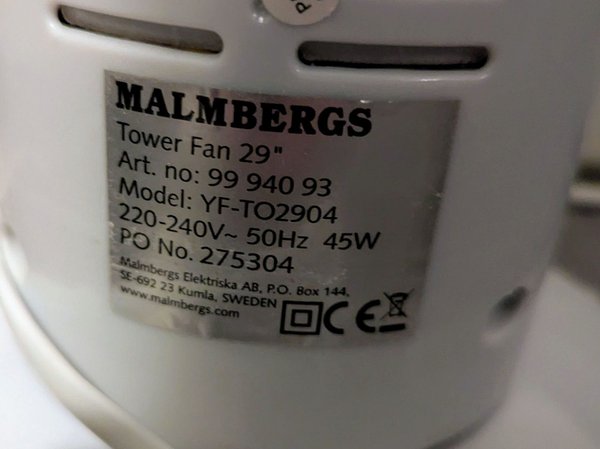 MALMBERGS
Tower Fan 29"
Art. no: 99 940 93
Model: YF-TO2904
220-240V~ 50Hz 45W
PO No. 275304
Malmbergs Elektriska AB, P.O. Box 144,
SE-692 23 Kumla, SWEDEN
www.malmbergs.com
CE